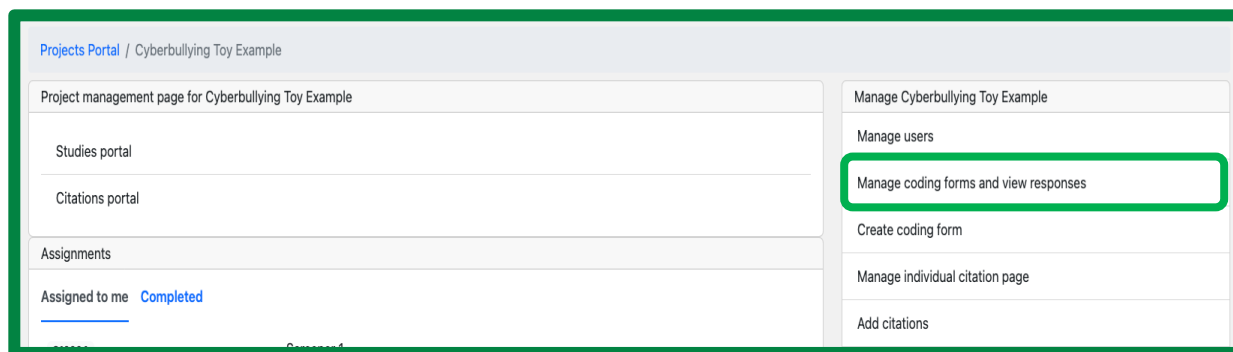 Projects Portal / Cyberbullying Toy Example
Project management page for Cyberbullying Toy Example
Studies portal
Citations portal
Assignments
Assigned to me Completed
Manage Cyberbullying Toy Example
Manage users
Manage coding forms and view responses
Create coding form
Manage individual citation page
Add citations